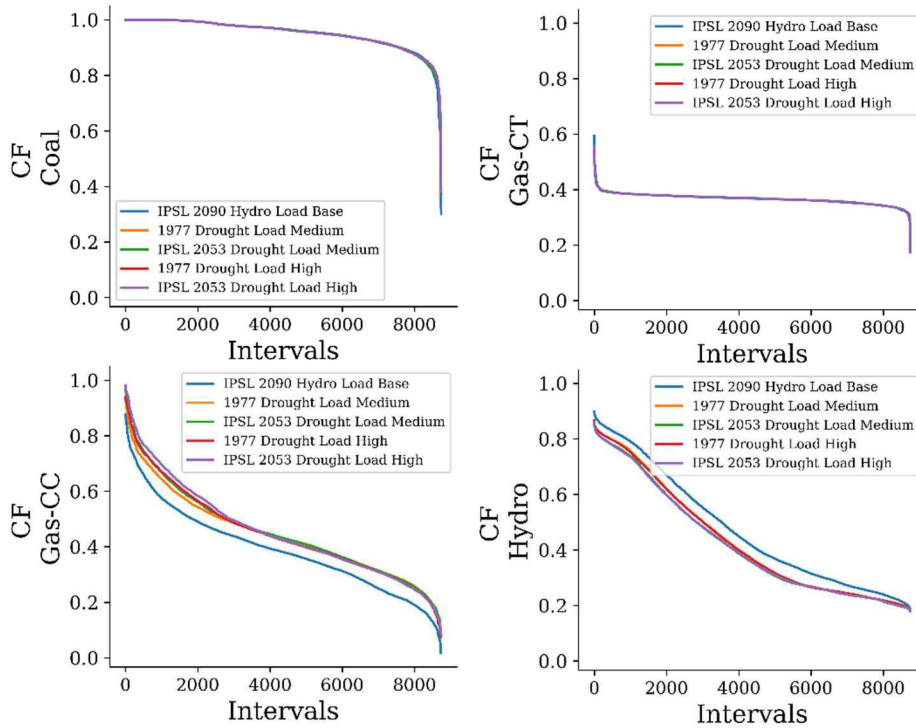 1.0
0.8
0.6
0.4
0.2
0.0
CF
Coal
IPSL 2090 Hydro Load Base
1977 Drought Load Medium
IPSL 2053 Drought Load Medium
1977 Drought Load High
IPSL 2053 Drought Load High
0 2000 4000 6000 8000
Intervals
1.0
0.8
0.6
0.4
0.2
0.0
CF
Gas-CT
IPSL 2090 Hydro Load Base
1977 Drought Load Medium
IPSL 2053 Drought Load Medium
1977 Drought Load High
IPSL 2053 Drought Load High
0 2000 4000 6000 8000
Intervals
1.0
0.8
0.6
0.4
0.2
0.0
CF
Gas-CC
IPSL 2090 Hydro Load Base
1977 Drought Load Medium
IPSL 2053 Drought Load Medium
1977 Drought Load High
IPSL 2053 Drought Load High
0 2000 4000 6000 8000
Intervals
1.0
0.8
0.6
0.4
0.2
0.0
CF
Hydro
IPSL 2090 Hydro Load Base
1977 Drought Load Medium
IPSL 2053 Drought Load Medium
1977 Drought Load High
IPSL 2053 Drought Load High
0 2000 4000 6000 8000
Intervals